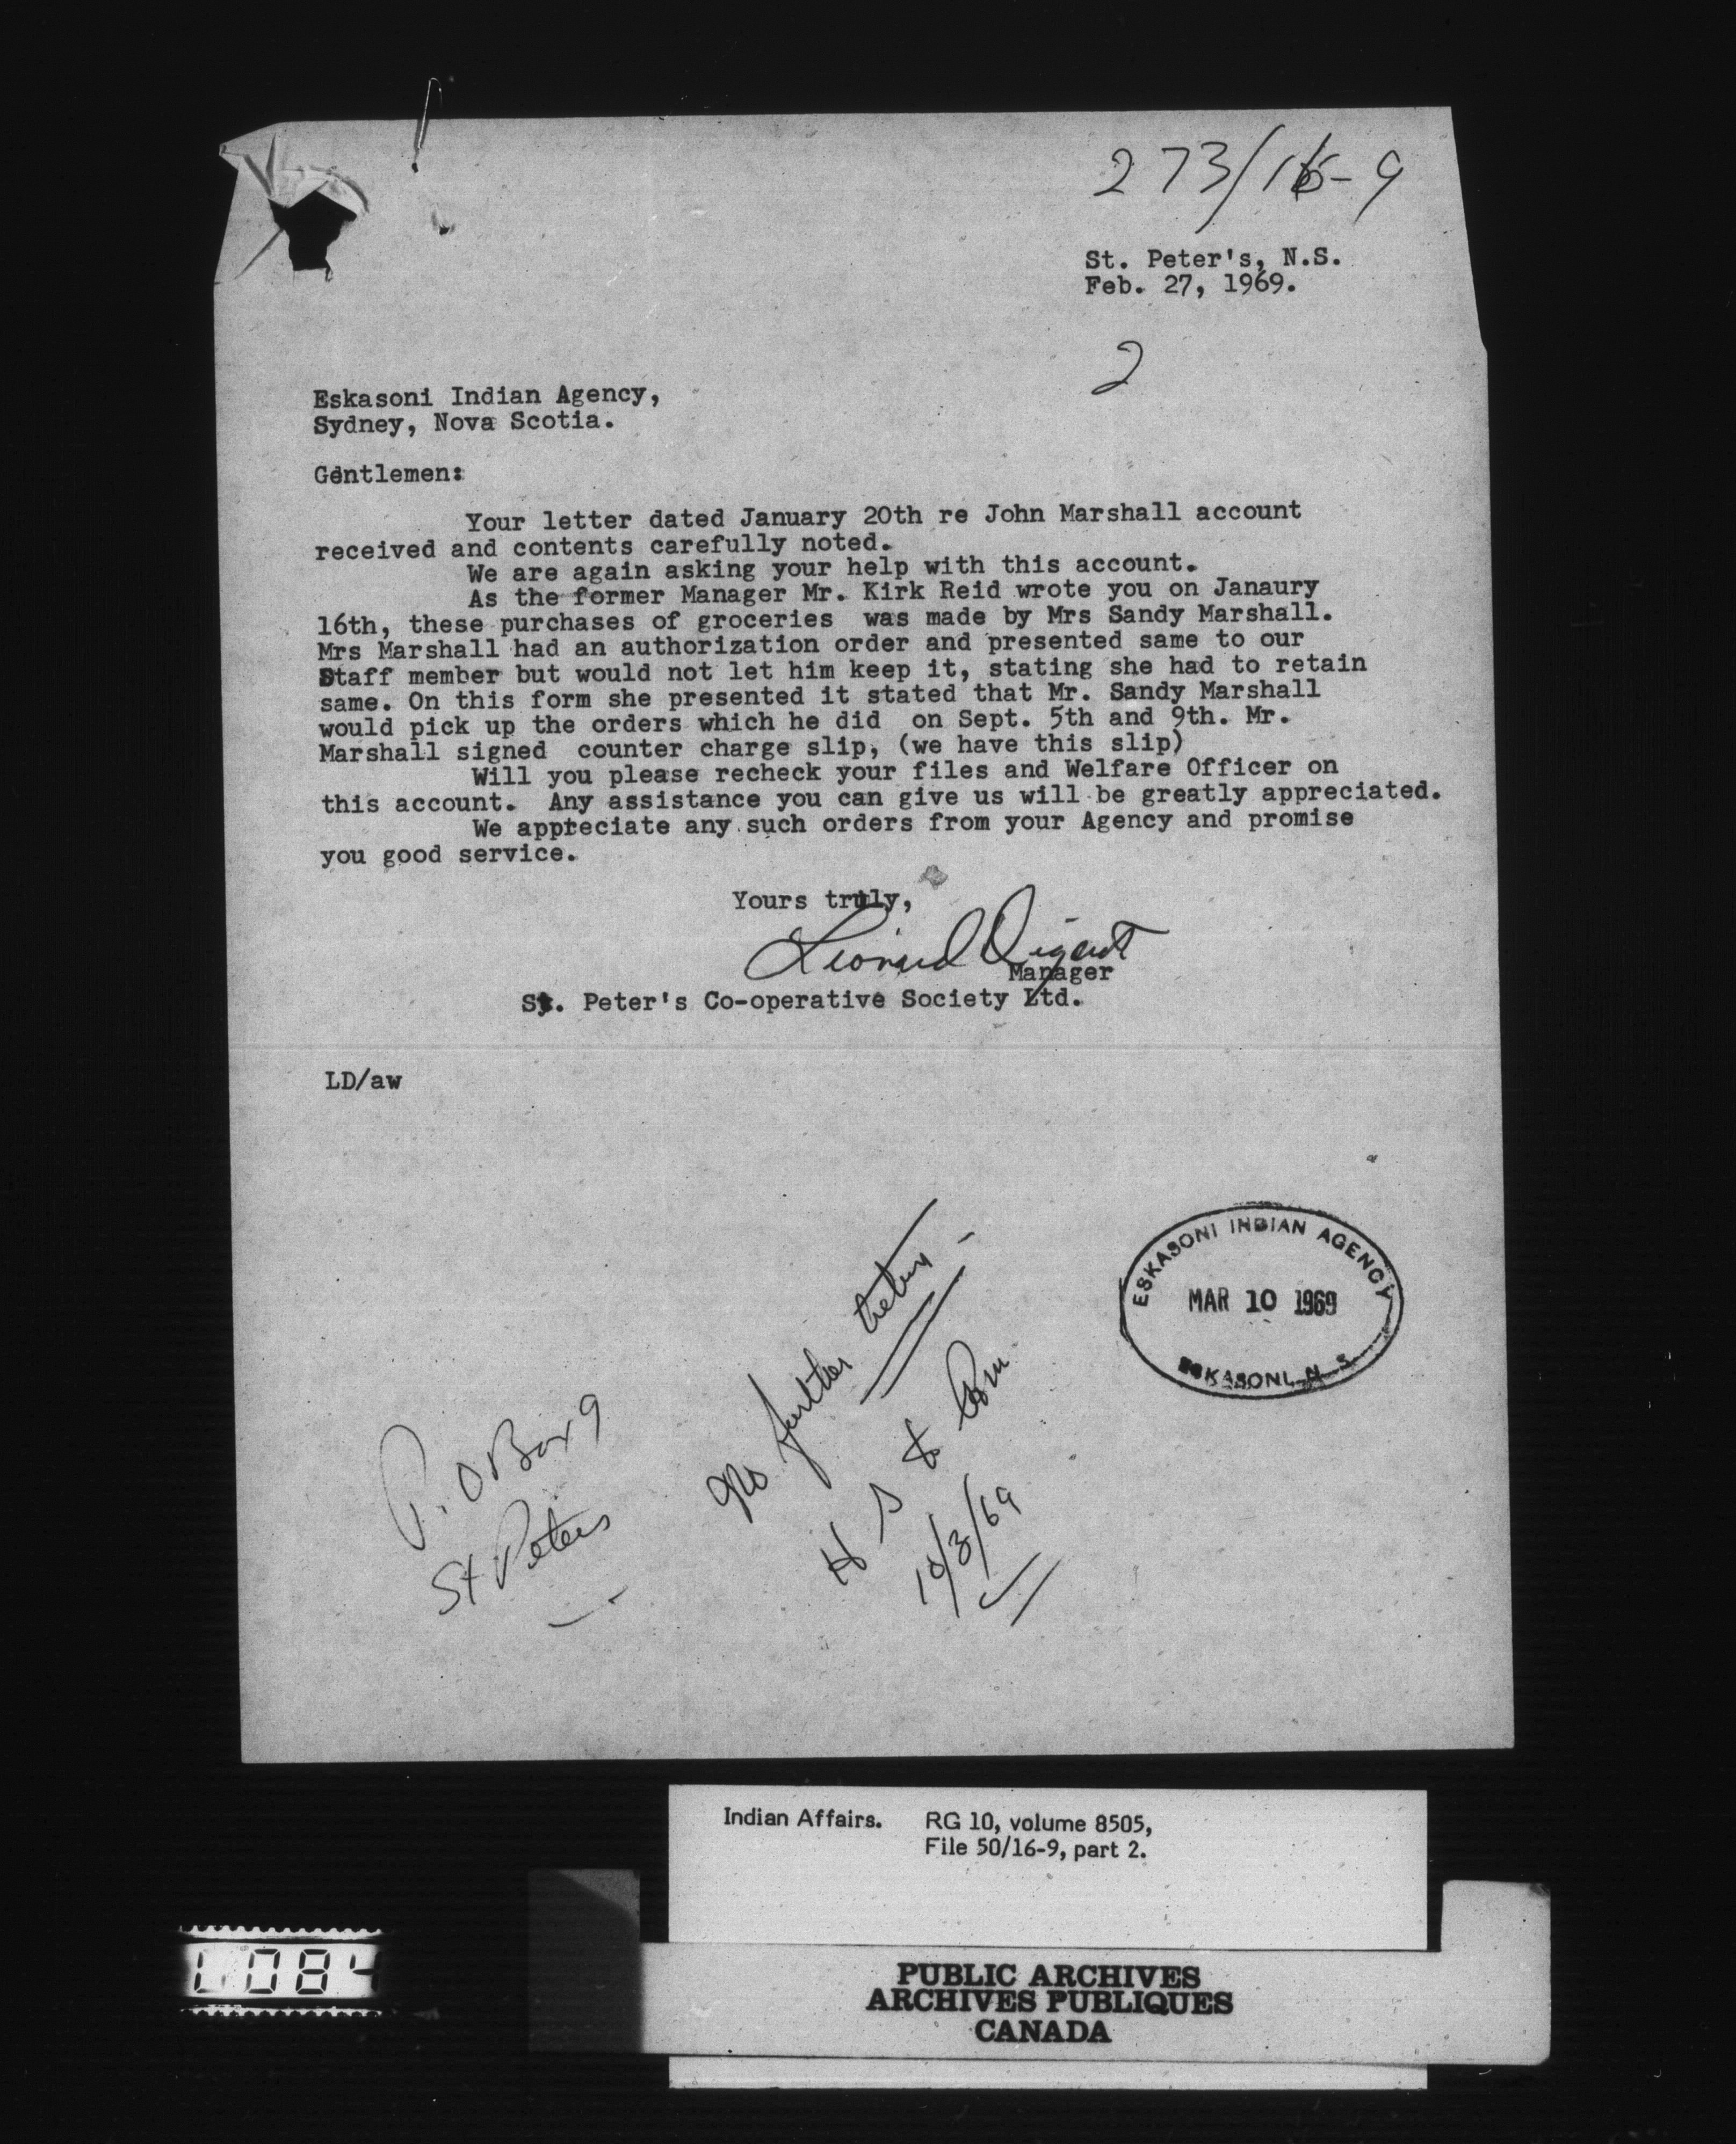 273/16-9
St. Peter's, N.S.
Feb. 27, 1969.
2
Eskasoni Indian Agency,
Sydney, Nova Scotia.
Gentlemen:
Your letter dated January 20th re John Marshall account
received and contents carefully noted.
We are again asking your help with this account.
As the former Manager Mr. Kirk Reid wrote you on Janaury
16th, these purchases of groceries was made by Mrs Sandy Marshall.
Mrs Marshall had an authorization order and presented same to our
Staff member but would not let him keep it, stating she had to retain
same. On this form she presented it stated that Mr. Sandy Marshall
would pick up the orders which he did on Sept. 5th and 9th. Mr.
Marshall signed counter charge slip, (we have this slip)
Will you please recheck your files and Welfare Officer on
this account. Any assistance you can give us will be greatly appreciated.
We appreciate any such orders from your Agency and promise
you good service.
Yours truly,
Leonard Digout
Manager
St. Peter's Co-operative Society Ltd.
LD/aw
ESKASONI INDIAN AGENCY
MAR 10 1969
ESKASONI, N. S.
No further
10/3/69
P.O Box 9
St Peters
Indian Affairs. RG 10, volume 8505,
File 50/16-9, part 2.
PUBLIC ARCHIVES
ARCHIVES PUBLIQUES
CANADA
084